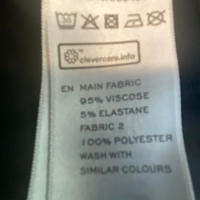 clevercare.info
EN MAIN FABRIC
95% VISCOSE
5% ELASTANE
FABRIC 2
100% POLYESTER
WASH WITH
SIMILAR COLOURS